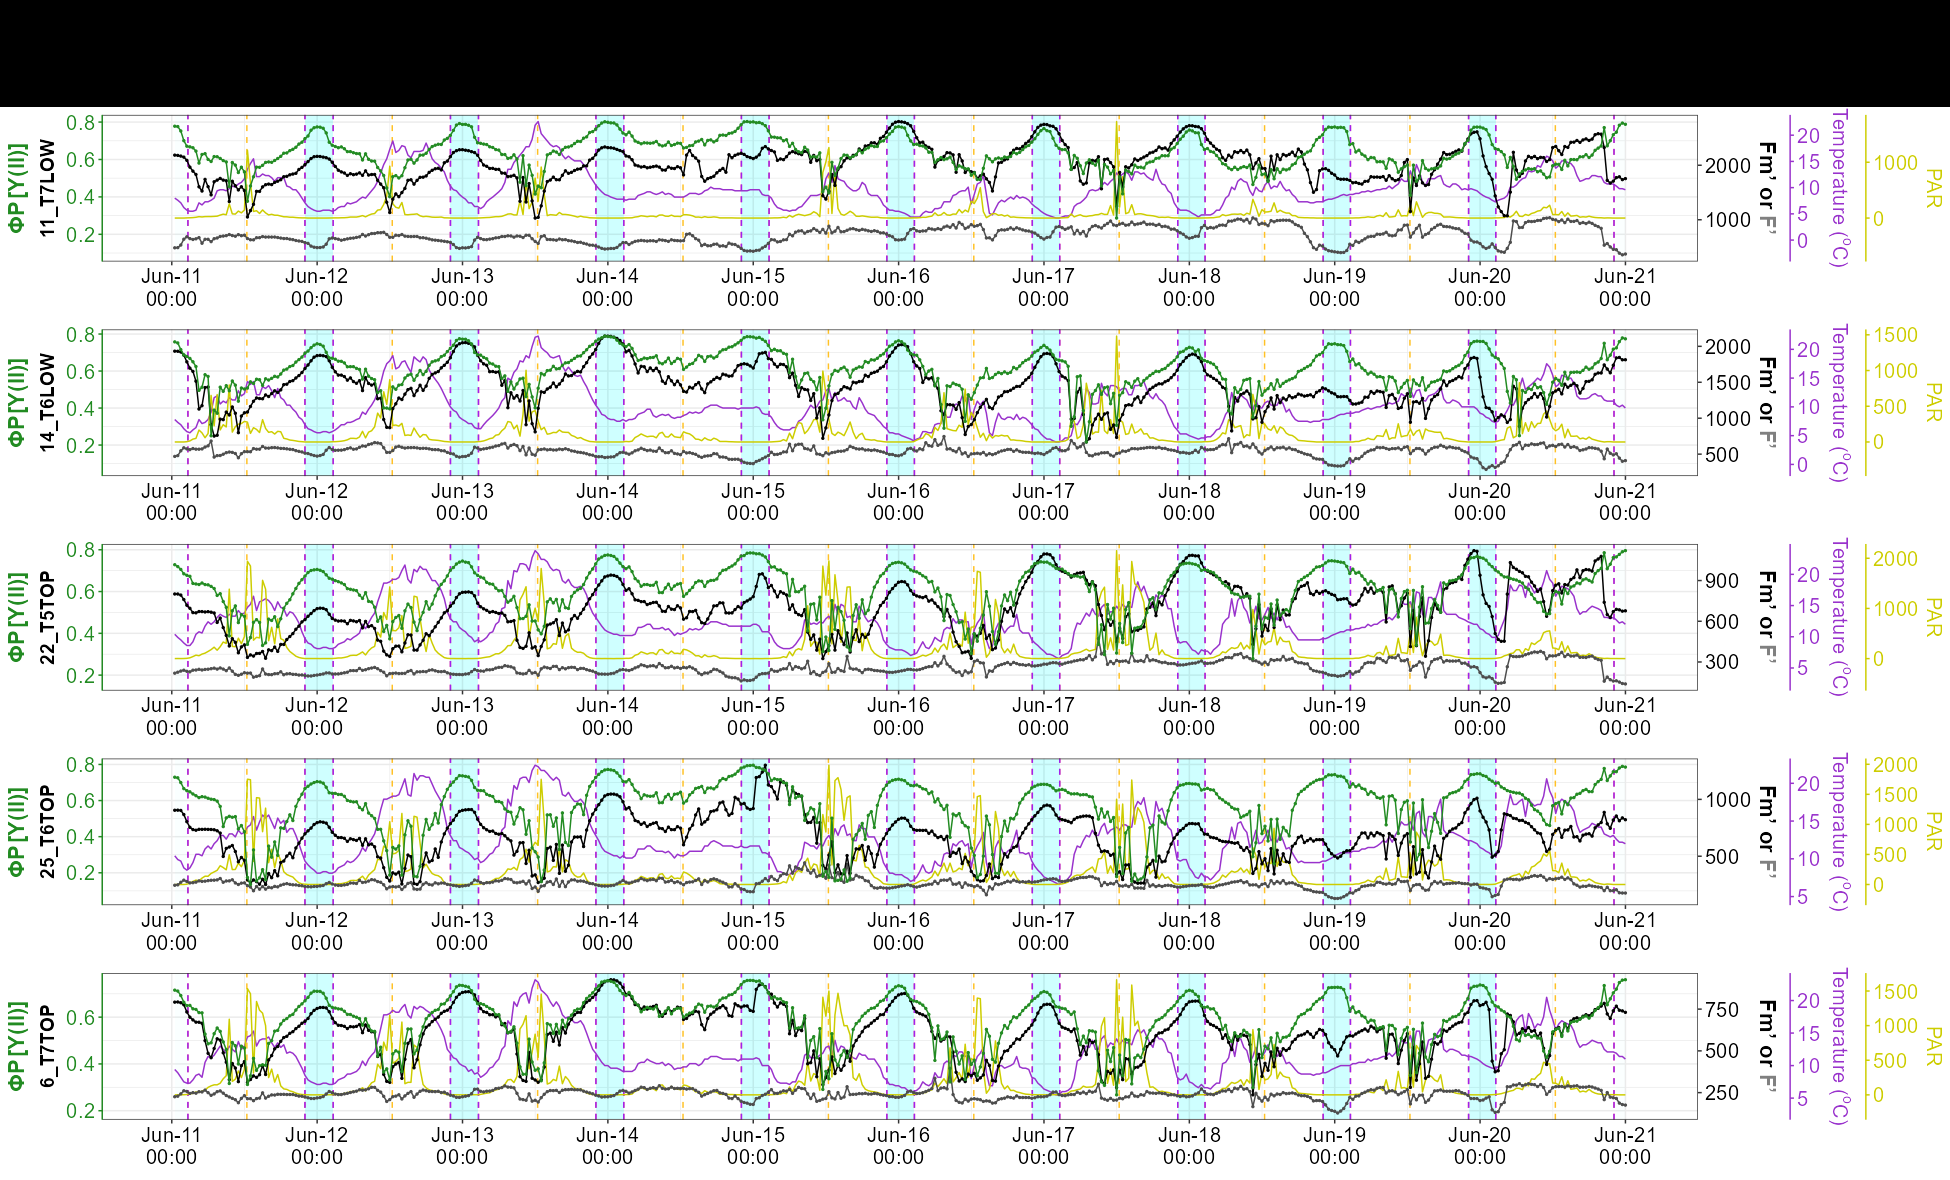 ΦP[Y(II)]
11_T7LOW
0.8
0.6
0.4
0.2
2000
1000
Fm' or F'
20
15
10
5
0
Temperature (°C)
1000
0
PAR
Jun-11 Jun-12 Jun-13 Jun-14 Jun-15 Jun-16 Jun-17 Jun-18 Jun-19 Jun-20 Jun-21
00:00 00:00 00:00 00:00 00:00 00:00 00:00 00:00 00:00 00:00 00:00
ΦP[Y(II)]
14_T6LOW
0.8
0.6
0.4
0.2
2000
1500
1000
500
Fm' or F'
20
15
10
5
0
Temperature (°C)
1500
1000
500
0
PAR
Jun-11 Jun-12 Jun-13 Jun-14 Jun-15 Jun-16 Jun-17 Jun-18 Jun-19 Jun-20 Jun-21
00:00 00:00 00:00 00:00 00:00 00:00 00:00 00:00 00:00 00:00 00:00
ΦP[Y(II)]
22_T5TOP
0.8
0.6
0.4
0.2
900
600
300
Fm' or F'
20
15
10
5
Temperature (°C)
2000
1000
0
PAR
Jun-11 Jun-12 Jun-13 Jun-14 Jun-15 Jun-16 Jun-17 Jun-18 Jun-19 Jun-20 Jun-21
00:00 00:00 00:00 00:00 00:00 00:00 00:00 00:00 00:00 00:00 00:00
ΦP[Y(II)]
25_T6TOP
0.8
0.6
0.4
0.2
1000
500
Fm' or F'
20
15
10
5
Temperature (°C)
2000
1500
1000
500
0
PAR
Jun-11 Jun-12 Jun-13 Jun-14 Jun-15 Jun-16 Jun-17 Jun-18 Jun-19 Jun-20 Jun-21
00:00 00:00 00:00 00:00 00:00 00:00 00:00 00:00 00:00 00:00 00:00
ΦP[Y(II)]
6_T7TOP
0.6
0.4
0.2
750
500
250
Fm' or F'
20
15
10
5
Temperature (°C)
1500
1000
500
0
PAR
Jun-11 Jun-12 Jun-13 Jun-14 Jun-15 Jun-16 Jun-17 Jun-18 Jun-19 Jun-20 Jun-21
00:00 00:00 00:00 00:00 00:00 00:00 00:00 00:00 00:00 00:00 00:00